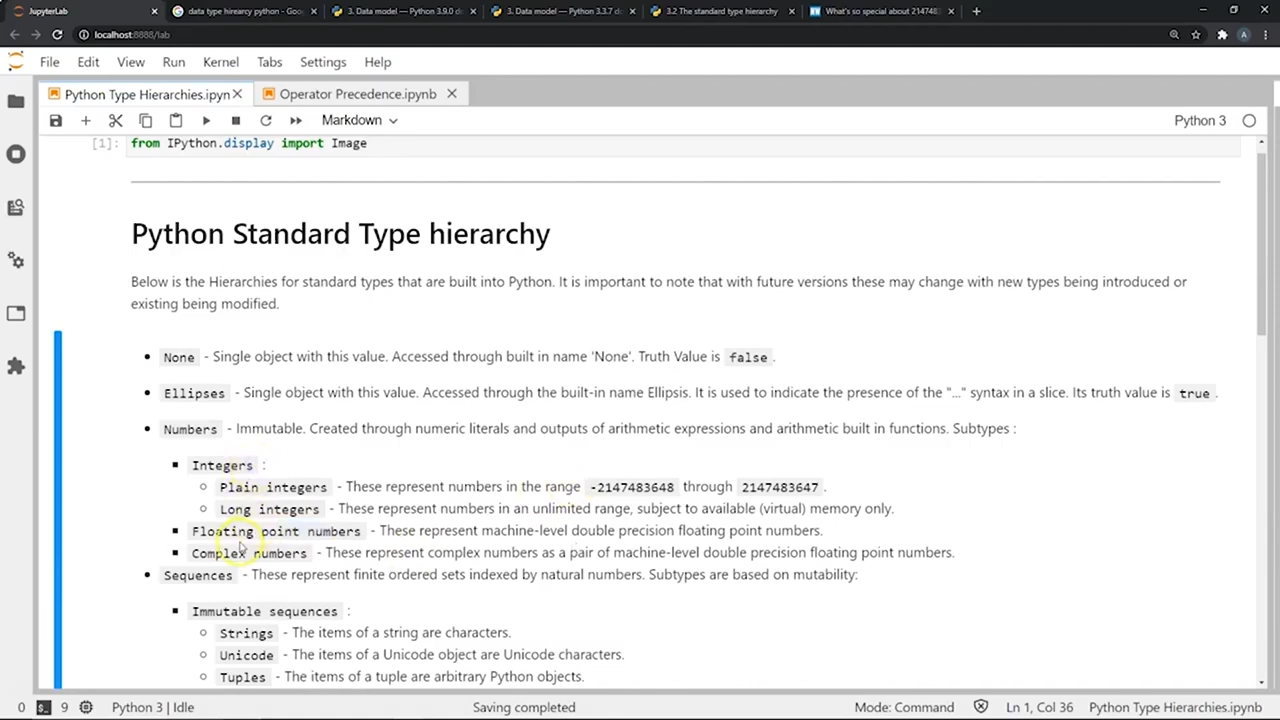 JupyterLab
data type hirearcy python - Goo
3. Data model — Python 3.9.0 d
3. Data model — Python 3.3.7 d
3.2 The standard type hierarchy
What's so special about 21474
localhost:8888/lab
File Edit View Run Kernel Tabs Settings Help
Python Type Hierarchies.ipyn
Operator Precedence.ipynb
Markdown
Python 3
[1]: from IPython.display import Image
Python Standard Type hierarchy
Below is the Hierarchies for standard types that are built into Python. It is important to note that with future versions these may change with new types being introduced or
existing being modified.
None - Single object with this value. Accessed through built in name 'None'. Truth Value is false .
Ellipses - Single object with this value. Accessed through the built-in name Ellipsis. It is used to indicate the presence of the "..." syntax in a slice. Its truth value is true .
Numbers - Immutable. Created through numeric literals and outputs of arithmetic expressions and arithmetic built in functions. Subtypes :
Integers :
Plain integers - These represent numbers in the range -2147483648 through 2147483647 .
Long integers - These represent numbers in an unlimited range, subject to available (virtual) memory only.
Floating point numbers - These represent machine-level double precision floating point numbers.
Complex numbers - These represent complex numbers as a pair of machine-level double precision floating point numbers.
Sequences - These represent finite ordered sets indexed by natural numbers. Subtypes are based on mutability:
Immutable sequences :
Strings - The items of a string are characters.
Unicode - The items of a Unicode object are Unicode characters.
Tuples - The items of a tuple are arbitrary Python objects.
0 9 Python 3 | Idle Saving completed Mode: Command Ln 1, Col 36 Python Type Hierarchies.ipynb